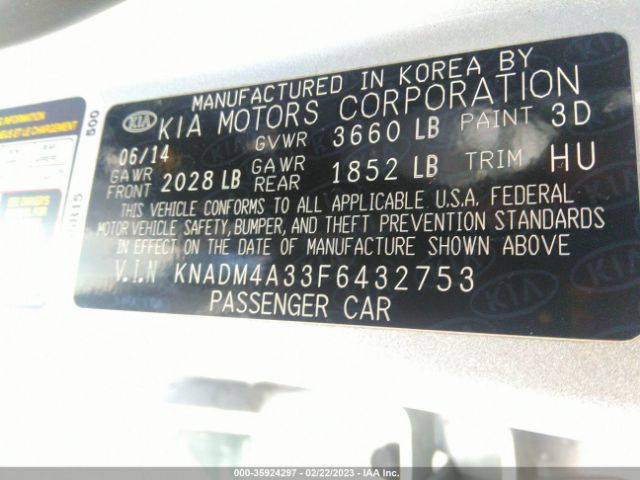 MANUFACTURED IN KOREA BY
KIA KIA MOTORS CORPORATION
06/14 GVWR 3660 LB PAINT 3D
GAWR FRONT 2028 LB GAWR REAR 1852 LB TRIM HU
THIS VEHICLE CONFORMS TO ALL APPLICABLE U.S.A. FEDERAL
MOTOR VEHICLE SAFETY, BUMPER, AND THEFT PREVENTION STANDARDS
IN EFFECT ON THE DATE OF MANUFACTURE SHOWN ABOVE
V.I.N KNADM4A33F6432753
PASSENGER CAR
500
INFORMATION
000-35924297 - 02/22/2023 - IAA Inc.